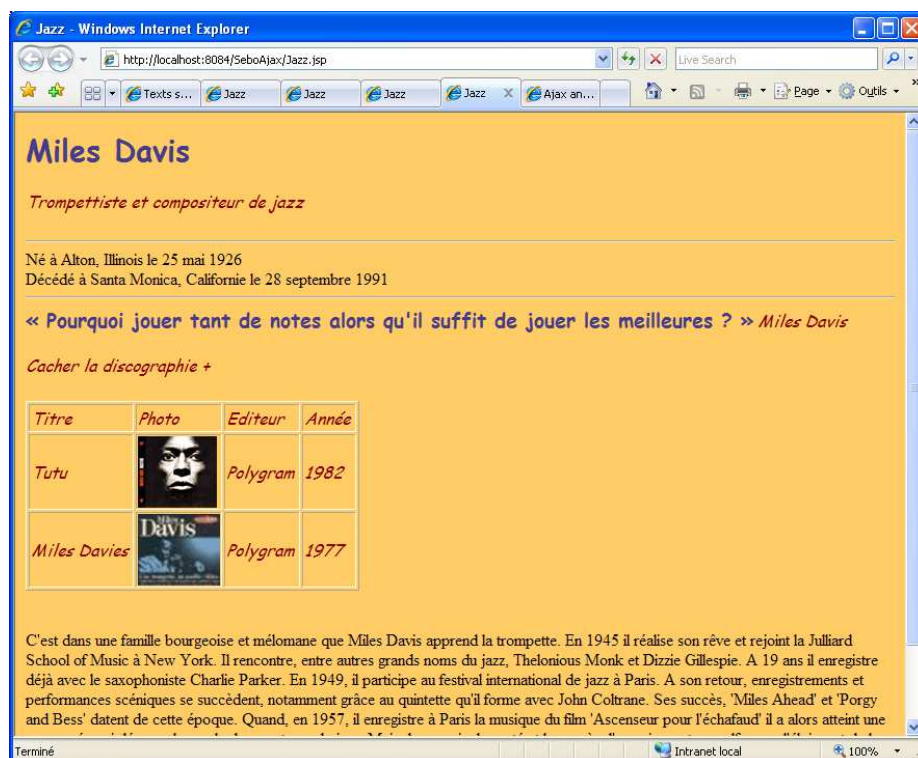 Jazz - Windows Internet Explorer
http://localhost:8084/SeboAjax/Jazz.jsp
Live Search
Texts s... Jazz Jazz Jazz Jazz Ajax an... Page Outils
Miles Davis
Trompettiste et compositeur de jazz
Né à Alton, Illinois le 25 mai 1926
Décédé à Santa Monica, Californie le 28 septembre 1991
« Pourquoi jouer tant de notes alors qu'il suffit de jouer les meilleures ? » Miles Davis
Cacher la discographie +
Titre Photo Editeur Année
Tutu Polygram 1982
Davis
Miles Davies Polygram 1977
C'est dans une famille bourgeoise et mélomane que Miles Davis apprend la trompette. En 1945 il réalise son rêve et rejoint la Julliard
School of Music à New York. Il rencontre, entre autres grands noms du jazz, Thelonious Monk et Dizzie Gillespie. A 19 ans il enregistre
déjà avec le saxophoniste Charlie Parker. En 1949, il participe au festival international de jazz à Paris. A son retour, enregistrements et
performances scéniques se succèdent, notamment grâce au quintette qu'il forme avec John Coltrane. Ses succès, 'Miles Ahead' et 'Porgy
and Bess' datent de cette époque. Quand, en 1957, il enregistre à Paris la musique du film 'Ascenseur pour l'échafaud' il a alors atteint une
Terminé Intranet local 100%